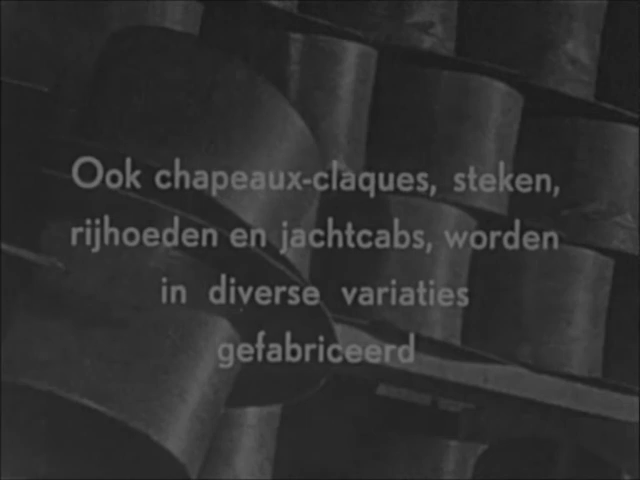 Ook chapeaux-claques, steken,
rijhoeden en jachtcabs, worden
in diverse variaties
gefabriceerd